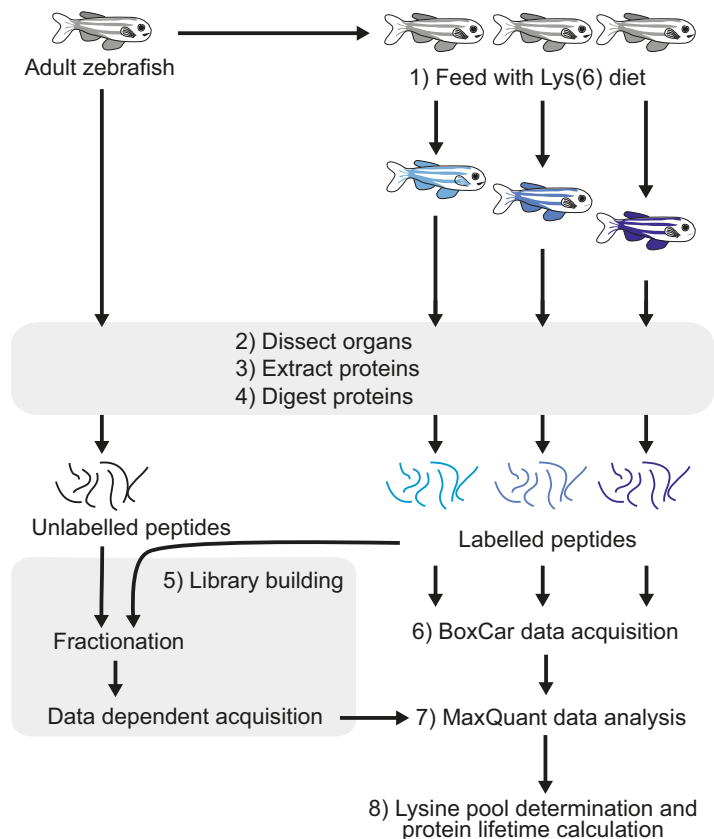 Adult zebrafish
1) Feed with Lys(6) diet
2) Dissect organs
3) Extract proteins
4) Digest proteins
Unlabelled peptides
Labelled peptides
5) Library building
Fractionation
6) BoxCar data acquisition
Data dependent acquisition
7) MaxQuant data analysis
8) Lysine pool determination and
protein lifetime calculation